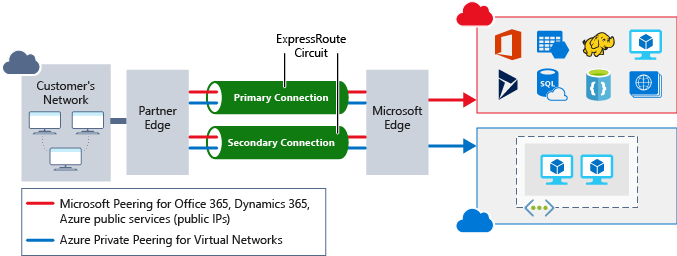 ExpressRoute
Circuit
Customer's
Network
Partner
Edge
Primary Connection
Secondary Connection
Microsoft
Edge
SQL
{}
Microsoft Peering for Office 365, Dynamics 365,
Azure public services (public IPs)
Azure Private Peering for Virtual Networks